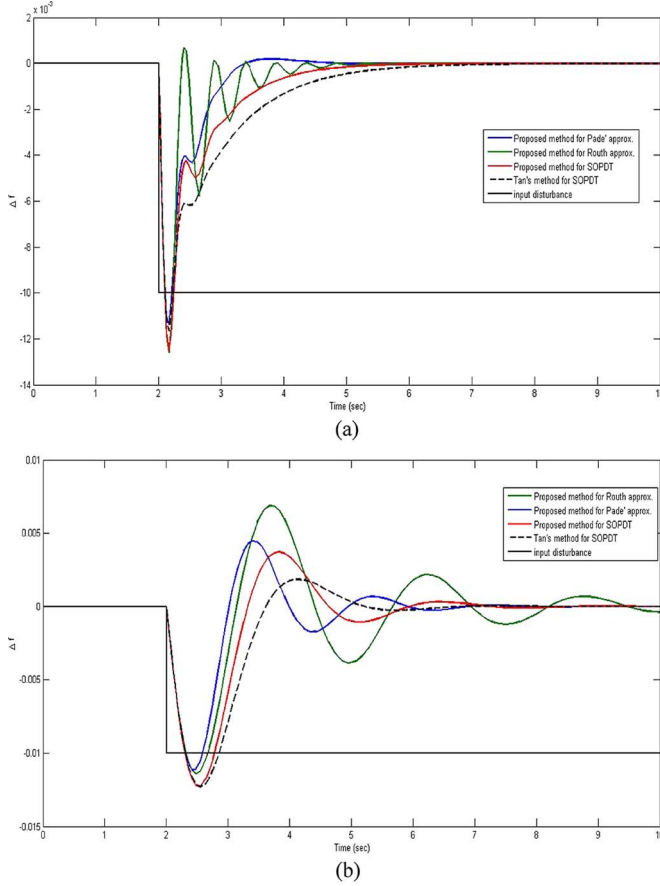 × 10⁻³
2
0
-2
-4
-6
-8
-10
-12
-14
Δ f
Proposed method for Pade' approx.
Proposed method for Routh approx.
Proposed method for SOPDT
Tan's method for SOPDT
input disturbance
0 1 2 3 4 5 6 7 8 9 10
Time (sec)
(a)
0.01
0.005
0
-0.005
-0.01
-0.015
Δ f
Proposed method for Routh approx.
Proposed method for Pade' approx.
Proposed method for SOPDT
Tan's method for SOPDT
input disturbance
0 1 2 3 4 5 6 7 8 9 10
Time (sec)
(b)